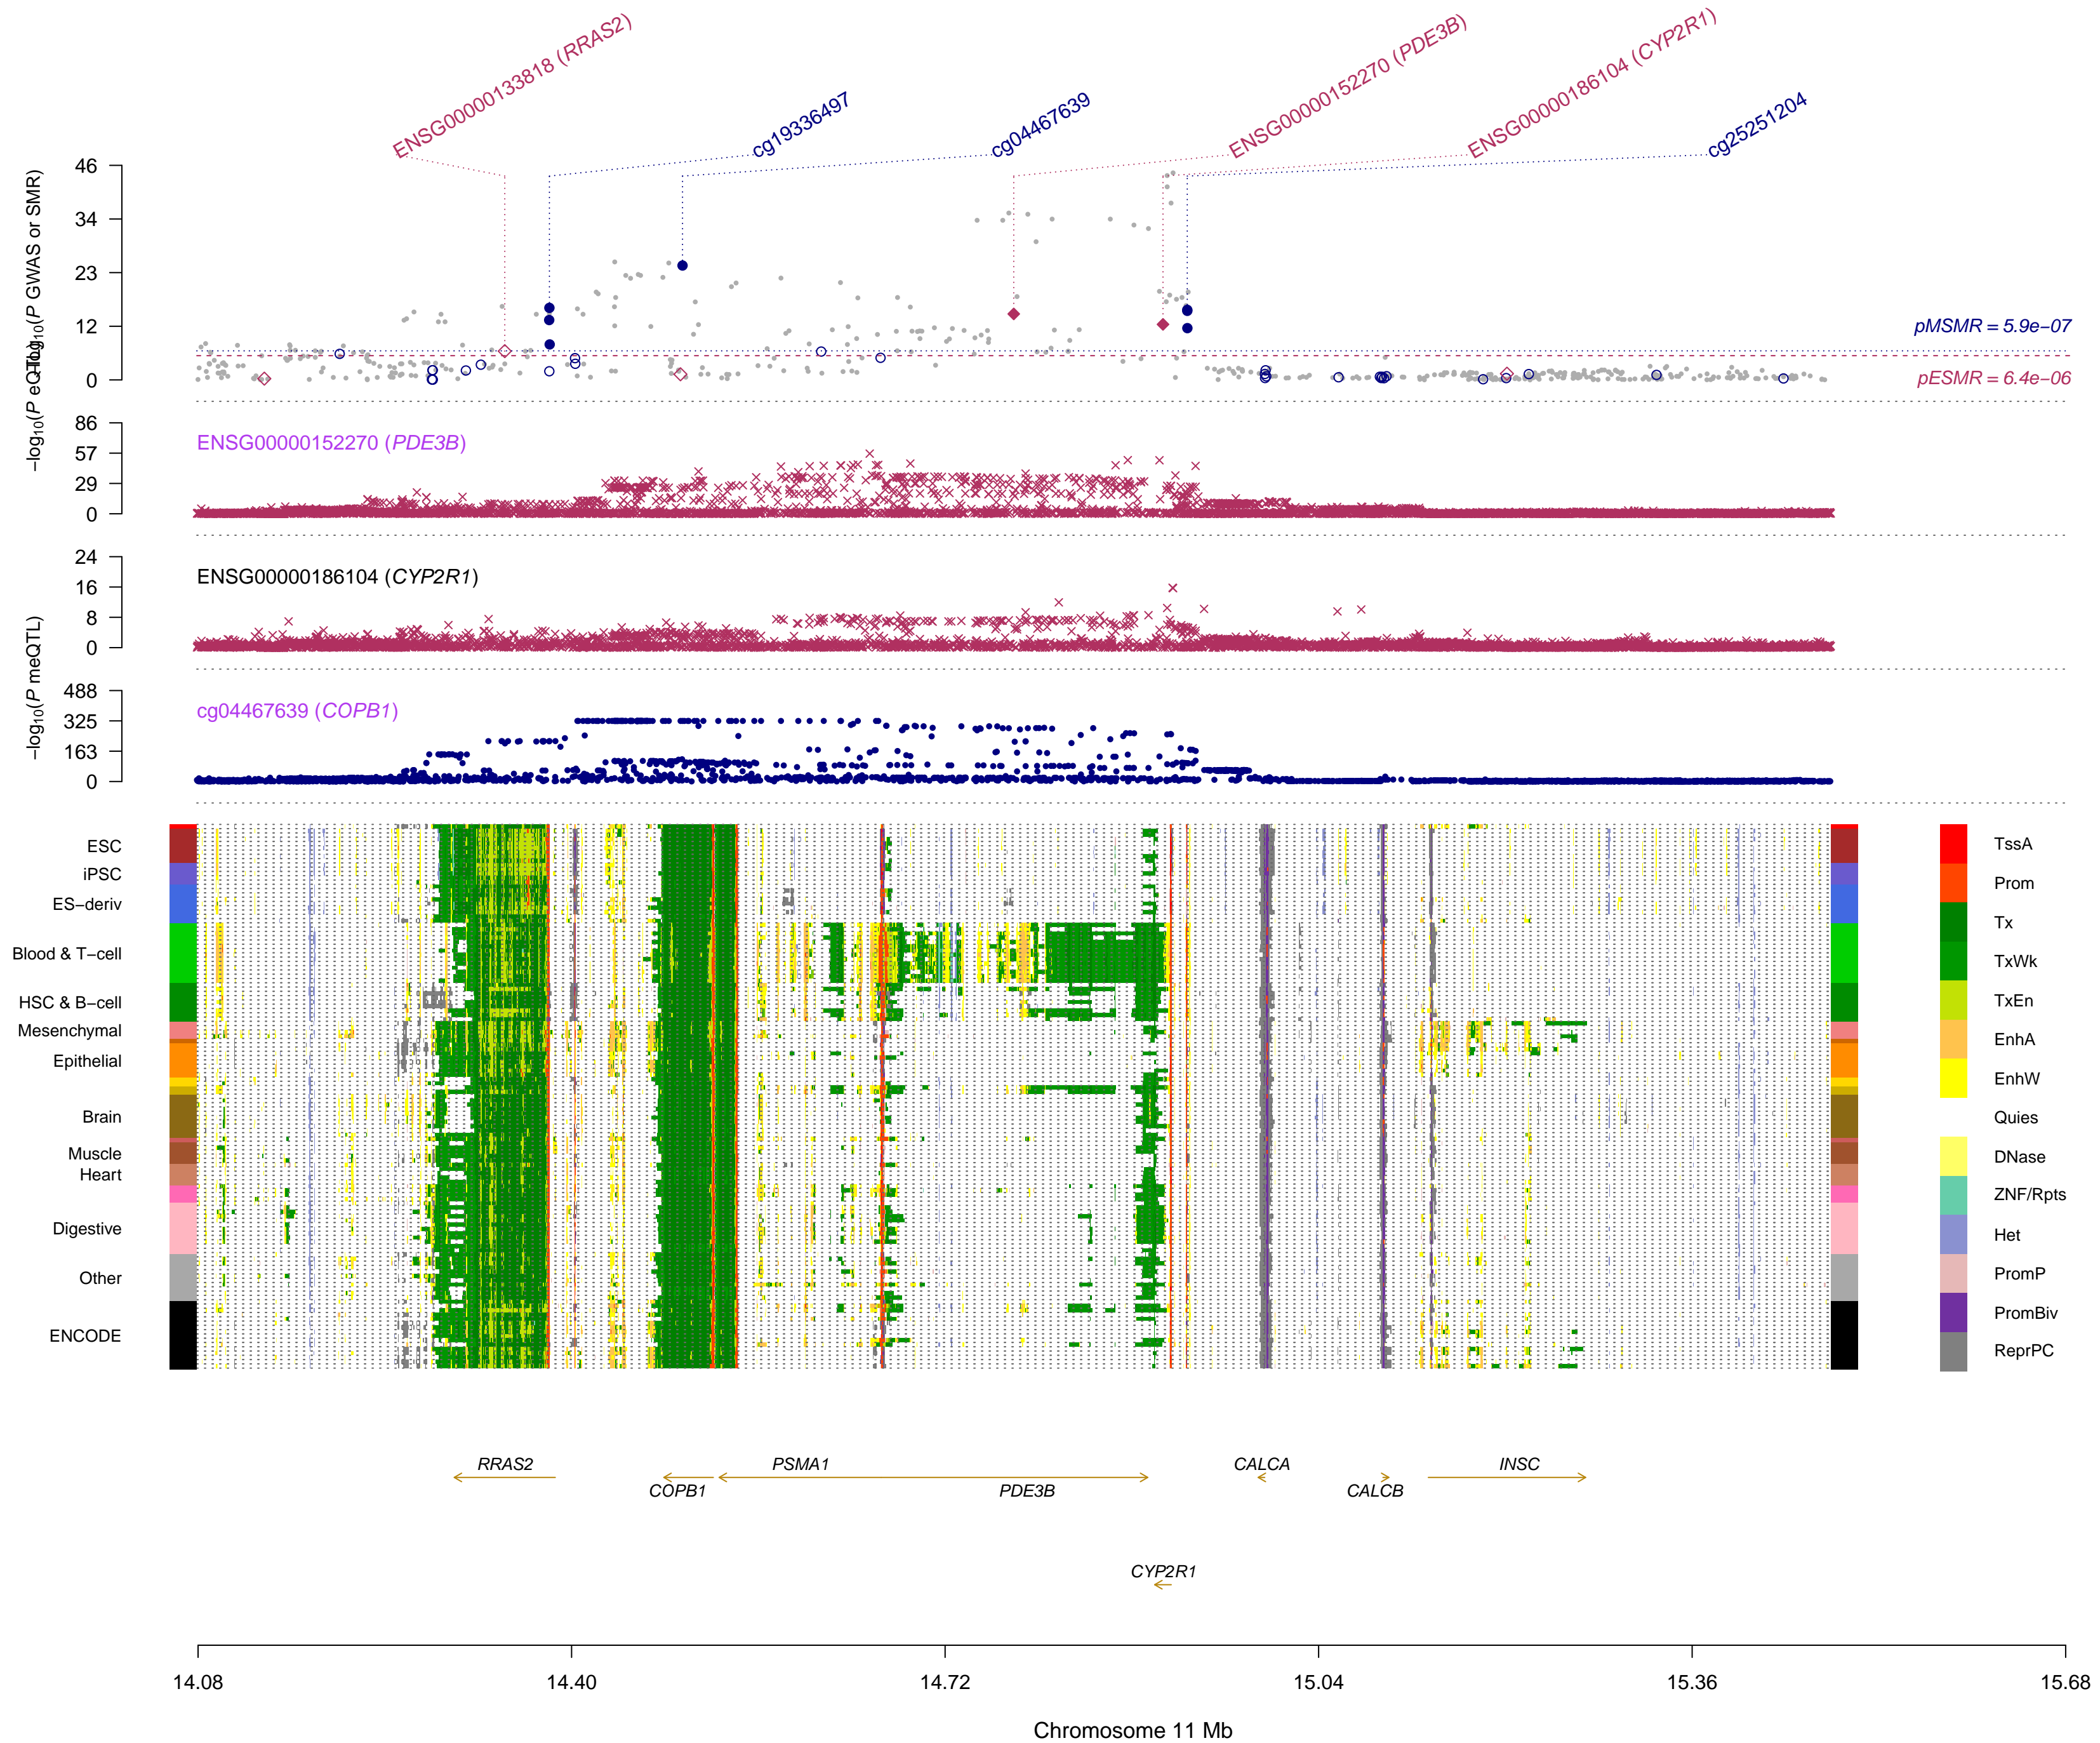 ENSG00000133818 (RRAS2)
cg19336497
cg04467639
ENSG00000152270 (PDE3B)
ENSG00000186104 (CYP2R1)
cg25251204
−log10(P GWAS or SMR)
46
34
23
12
0
pMSMR = 5.9e−07
pESMR = 6.4e−06
−log10(P eQTL)
86
57
29
0
ENSG00000152270 (PDE3B)
24
16
8
0
ENSG00000186104 (CYP2R1)
−log10(P meQTL)
488
325
163
0
cg04467639 (COPB1)
ESC
iPSC
ES−deriv
Blood & T−cell
HSC & B−cell
Mesenchymal
Epithelial
Brain
Muscle
Heart
Digestive
Other
ENCODE
TssA
Prom
Tx
TxWk
TxEn
EnhA
EnhW
Quies
DNase
ZNF/Rpts
Het
PromP
PromBiv
ReprPC
RRAS2
PSMA1
CALCA
INSC
COPB1
PDE3B
CALCB
CYP2R1
14.08
14.40
14.72
15.04
15.36
15.68
Chromosome 11 Mb